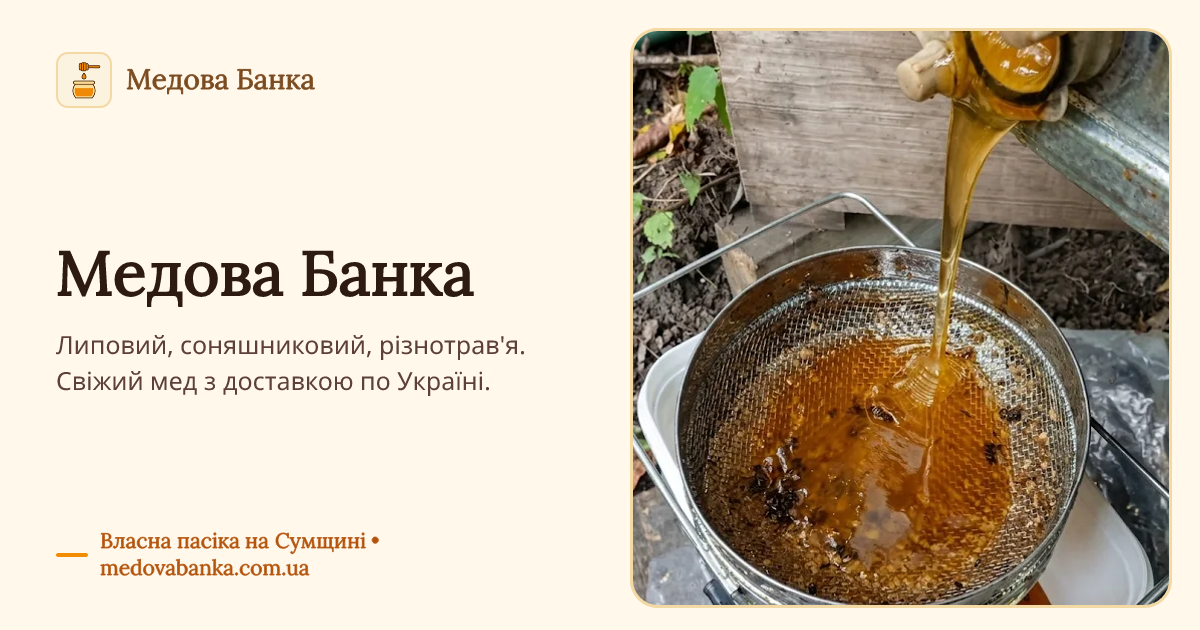 Медова Банка
Медова Банка
Липовий, соняшниковий, різнотрав'я.
Свіжий мед з доставкою по Україні.
Власна пасіка на Сумщині •
medovabanka.com.ua